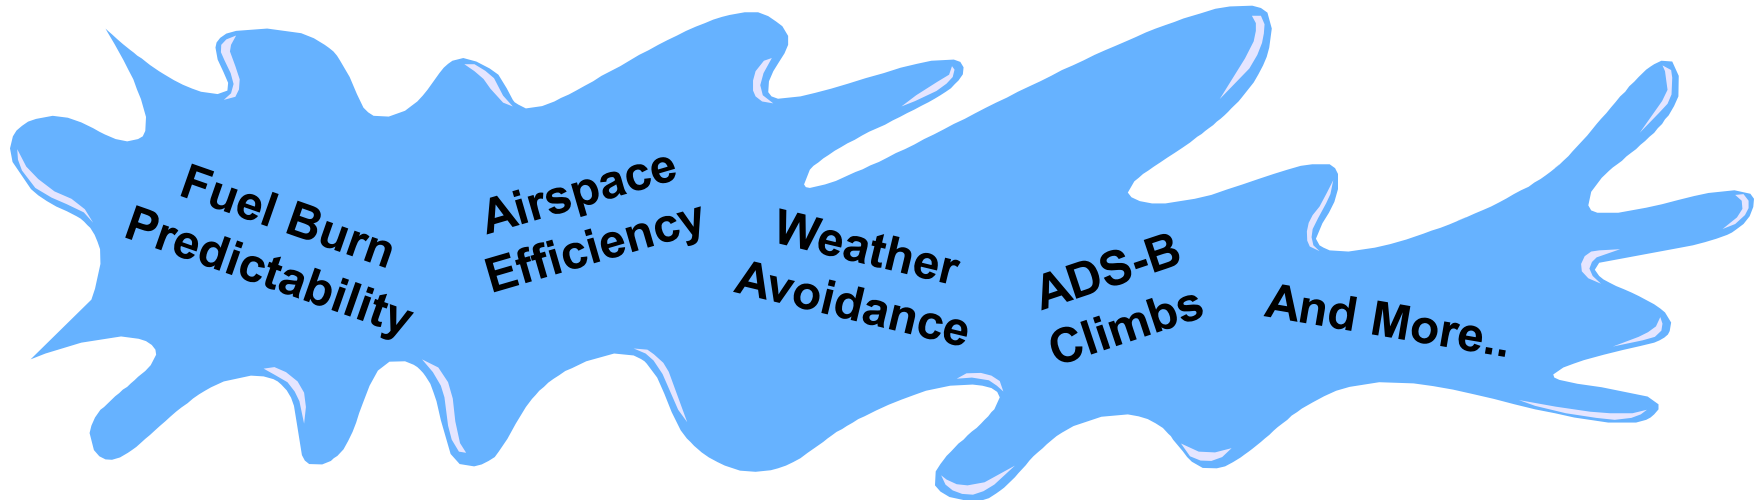 Fuel Burn
Predictability
Airspace
Efficiency
Weather
Avoidance
ADS-B
Climbs
And More..